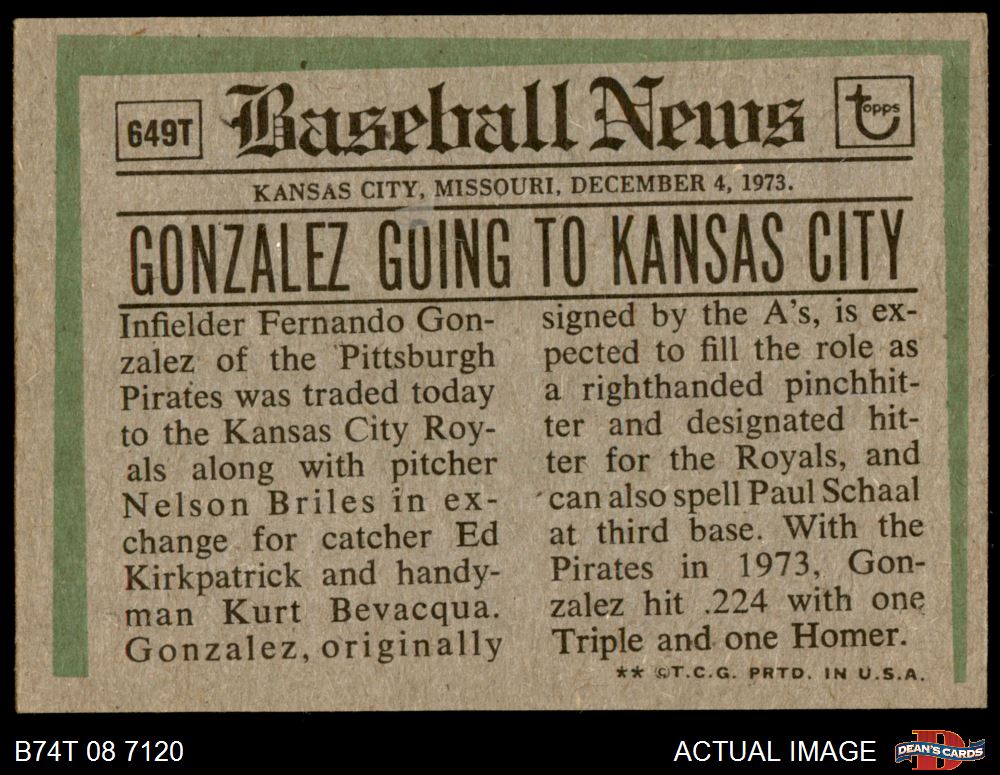 649T
Baseball News
topps
KANSAS CITY, MISSOURI, DECEMBER 4, 1973.
GONZALEZ GOING TO KANSAS CITY
Infielder Fernando Gon-
zalez of the Pittsburgh
Pirates was traded today
to the Kansas City Roy-
als along with pitcher
Nelson Briles in ex-
change for catcher Ed
Kirkpatrick and handy-
man Kurt Bevacqua.
Gonzalez, originally
signed by the A's, is ex-
pected to fill the role as
a righthanded pinchhit-
ter and designated hit-
ter for the Royals, and
can also spell Paul Schaal
at third base. With the
Pirates in 1973, Gon-
zalez hit .224 with one
Triple and one Homer.
** ©T.C.G. PRTD. IN U.S.A.
B74T 08 7120
ACTUAL IMAGE
D
DEAN'S CARDS